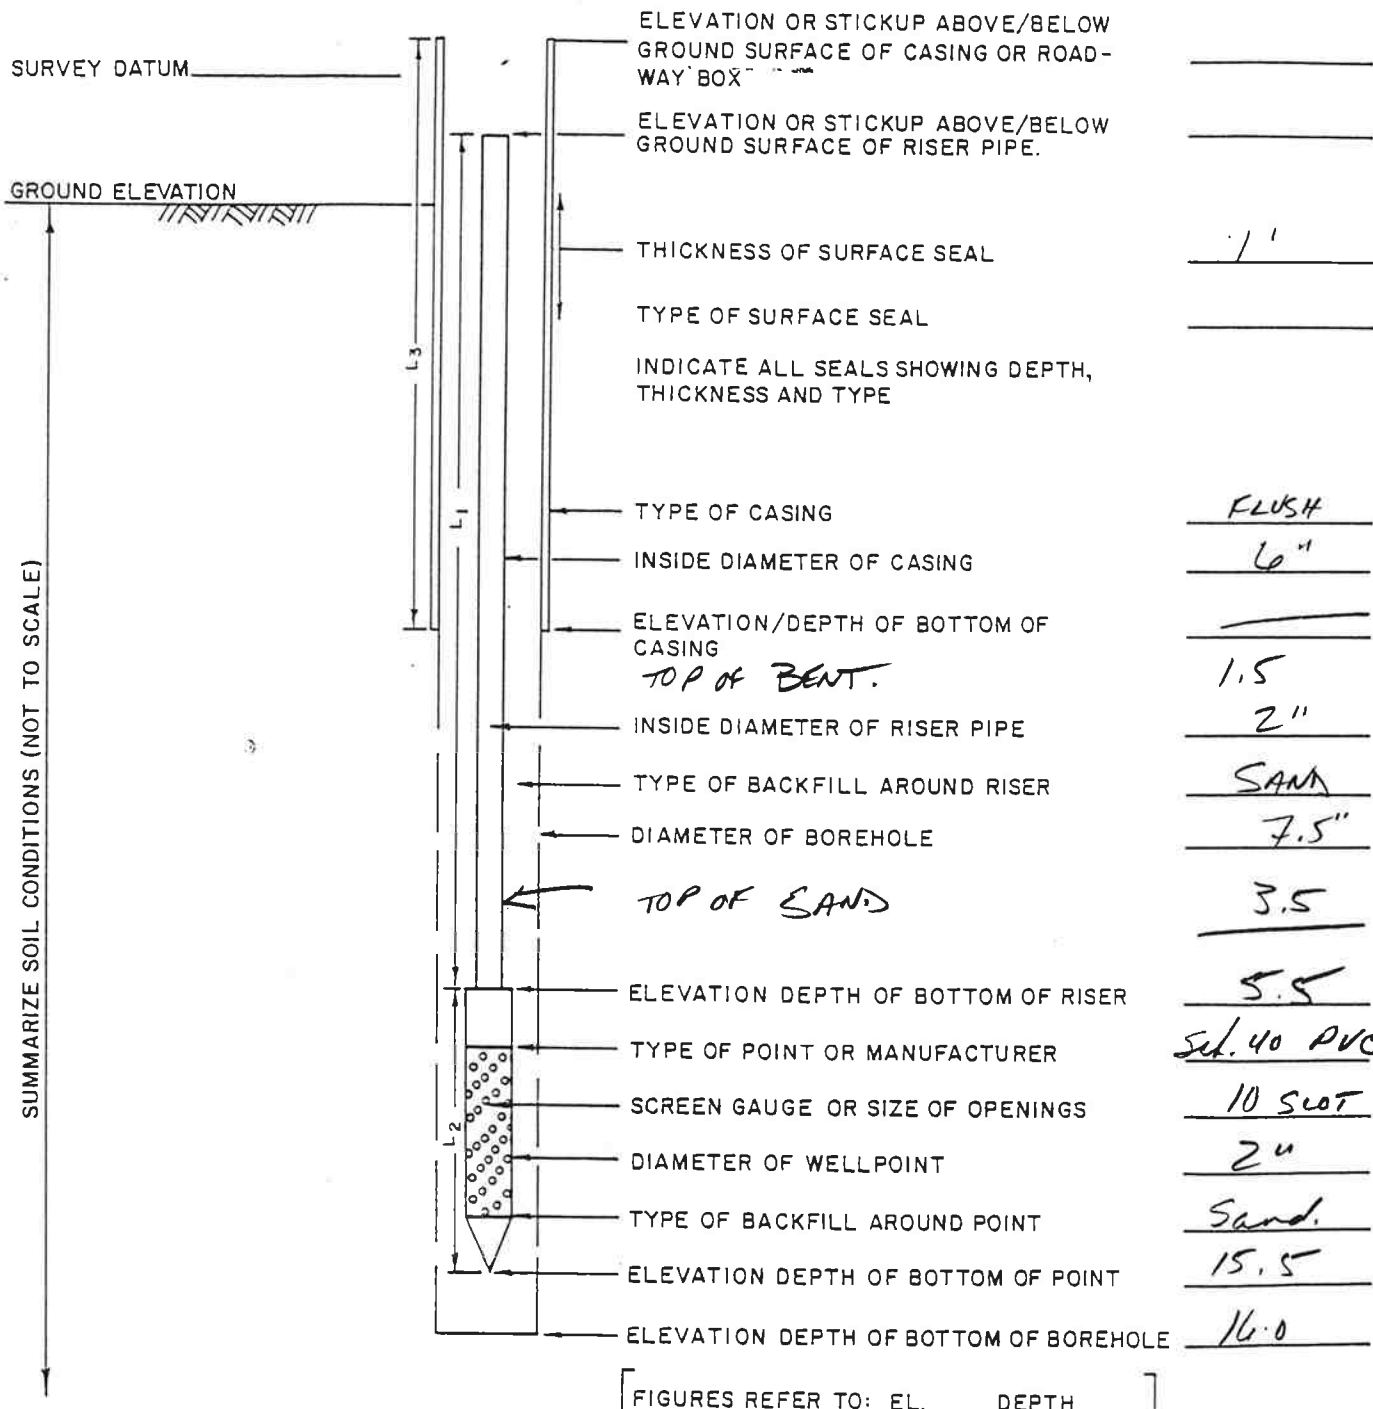 ELEVATION OR STICKUP ABOVE/BELOW
GROUND SURFACE OF CASING OR ROAD-
WAY BOX
SURVEY DATUM
ELEVATION OR STICKUP ABOVE/BELOW
GROUND SURFACE OF RISER PIPE.
GROUND ELEVATION
THICKNESS OF SURFACE SEAL 1'
TYPE OF SURFACE SEAL
INDICATE ALL SEALS SHOWING DEPTH,
THICKNESS AND TYPE
L3
L1
TYPE OF CASING FLUSH
INSIDE DIAMETER OF CASING 6"
ELEVATION/DEPTH OF BOTTOM OF
CASING
TOP OF BENT. 1.5
INSIDE DIAMETER OF RISER PIPE 2"
TYPE OF BACKFILL AROUND RISER SAND
DIAMETER OF BOREHOLE 7.5"
TOP OF SAND 3.5
SUMMARIZE SOIL CONDITIONS (NOT TO SCALE)
ELEVATION DEPTH OF BOTTOM OF RISER 5.5
TYPE OF POINT OR MANUFACTURER Sch. 40 PVC
SCREEN GAUGE OR SIZE OF OPENINGS 10 SLOT
L2
DIAMETER OF WELLPOINT 2"
TYPE OF BACKFILL AROUND POINT Sand.
ELEVATION DEPTH OF BOTTOM OF POINT 15.5
ELEVATION DEPTH OF BOTTOM OF BOREHOLE 16.0
FIGURES REFER TO: EL. DEPTH